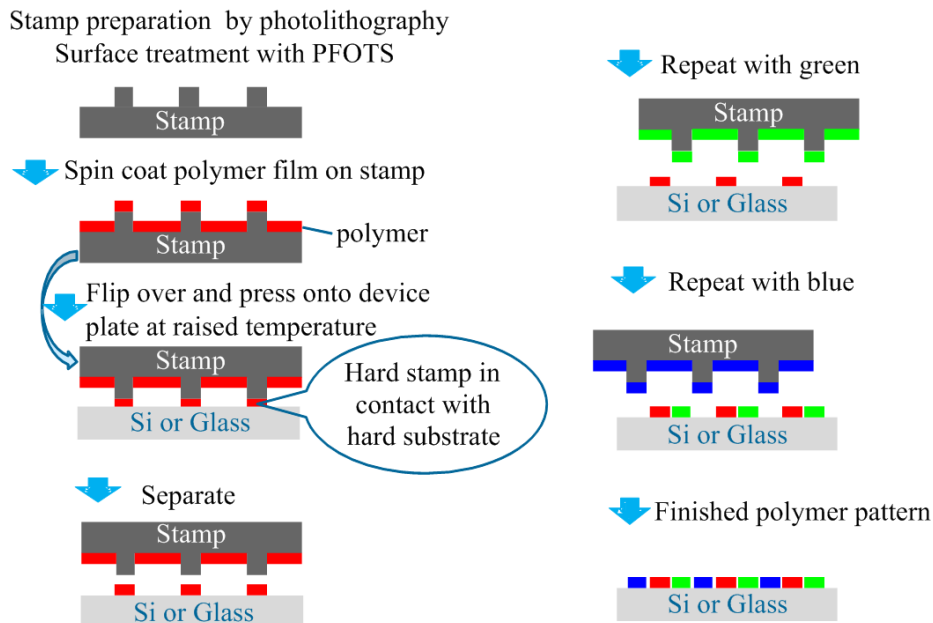 Stamp preparation by photolithography
Surface treatment with PFOTS
Stamp
Spin coat polymer film on stamp
Stamp
polymer
Flip over and press onto device
plate at raised temperature
Stamp
Si or Glass
Hard stamp in
contact with
hard substrate
Separate
Stamp
Si or Glass
Repeat with green
Stamp
Si or Glass
Repeat with blue
Stamp
Si or Glass
Finished polymer pattern
Si or Glass